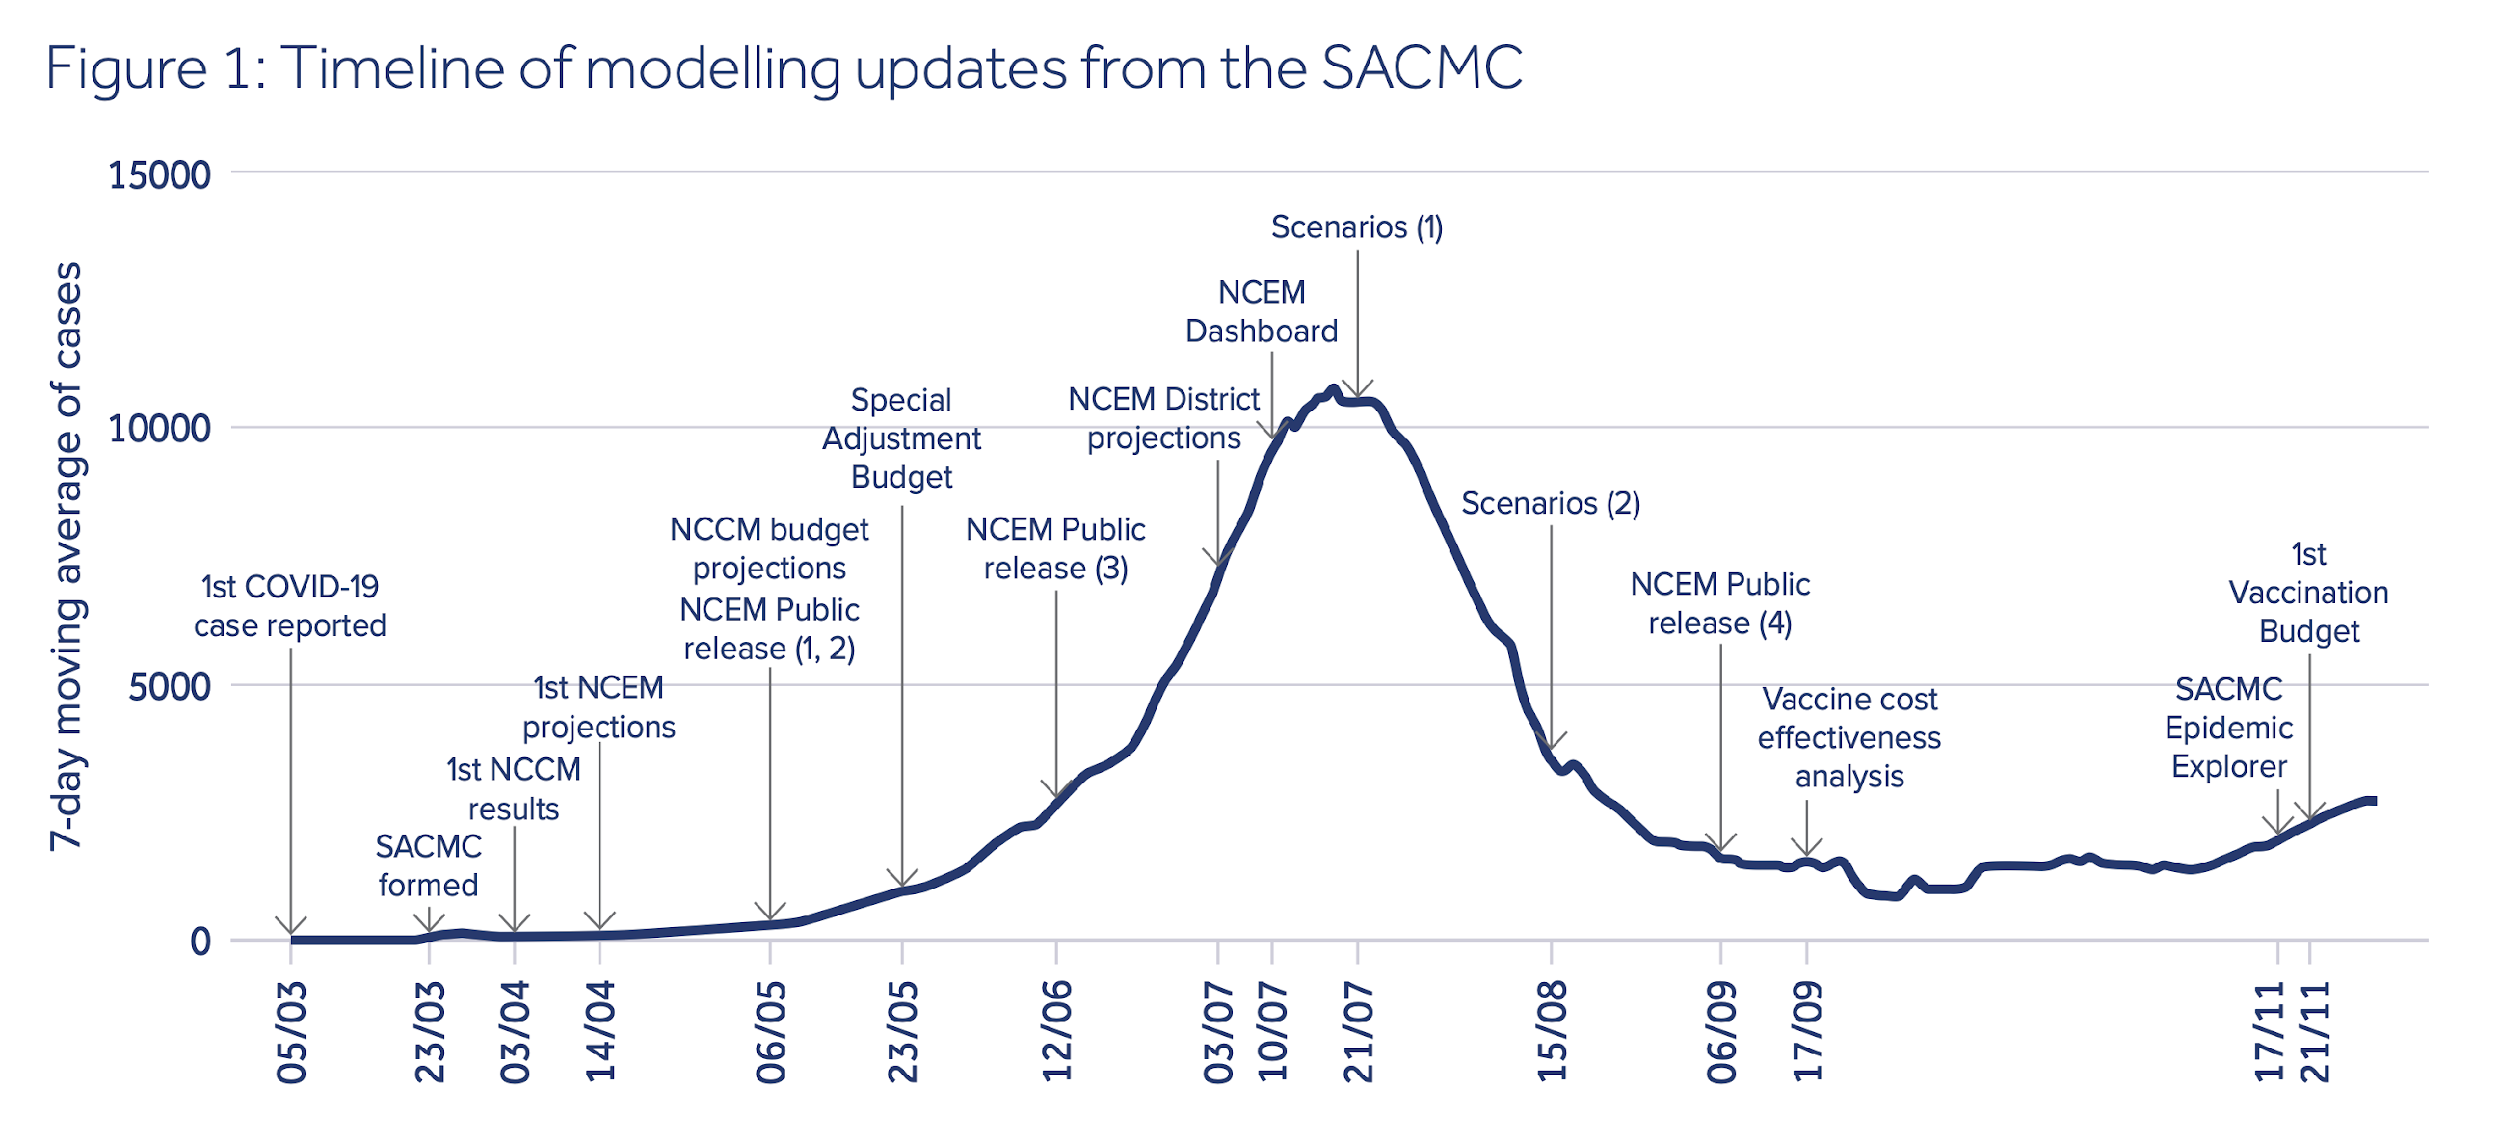 Figure 1: Timeline of modelling updates from the SACMC
7-day moving average of cases
15000
10000
5000
0
1st COVID-19
case reported
SACMC
formed
1st NCCM
results
1st NCEM
projections
NCCM budget
projections
NCEM Public
release (1, 2)
Special
Adjustment
Budget
NCEM Public
release (3)
NCEM District
projections
NCEM
Dashboard
Scenarios (1)
Scenarios (2)
NCEM Public
release (4)
Vaccine cost
effectiveness
analysis
SACMC
Epidemic
Explorer
1st
Vaccination
Budget
05/03
23/03
03/04
14/04
06/05
23/05
12/06
03/07
10/07
21/07
15/08
06/09
17/09
17/11
21/11